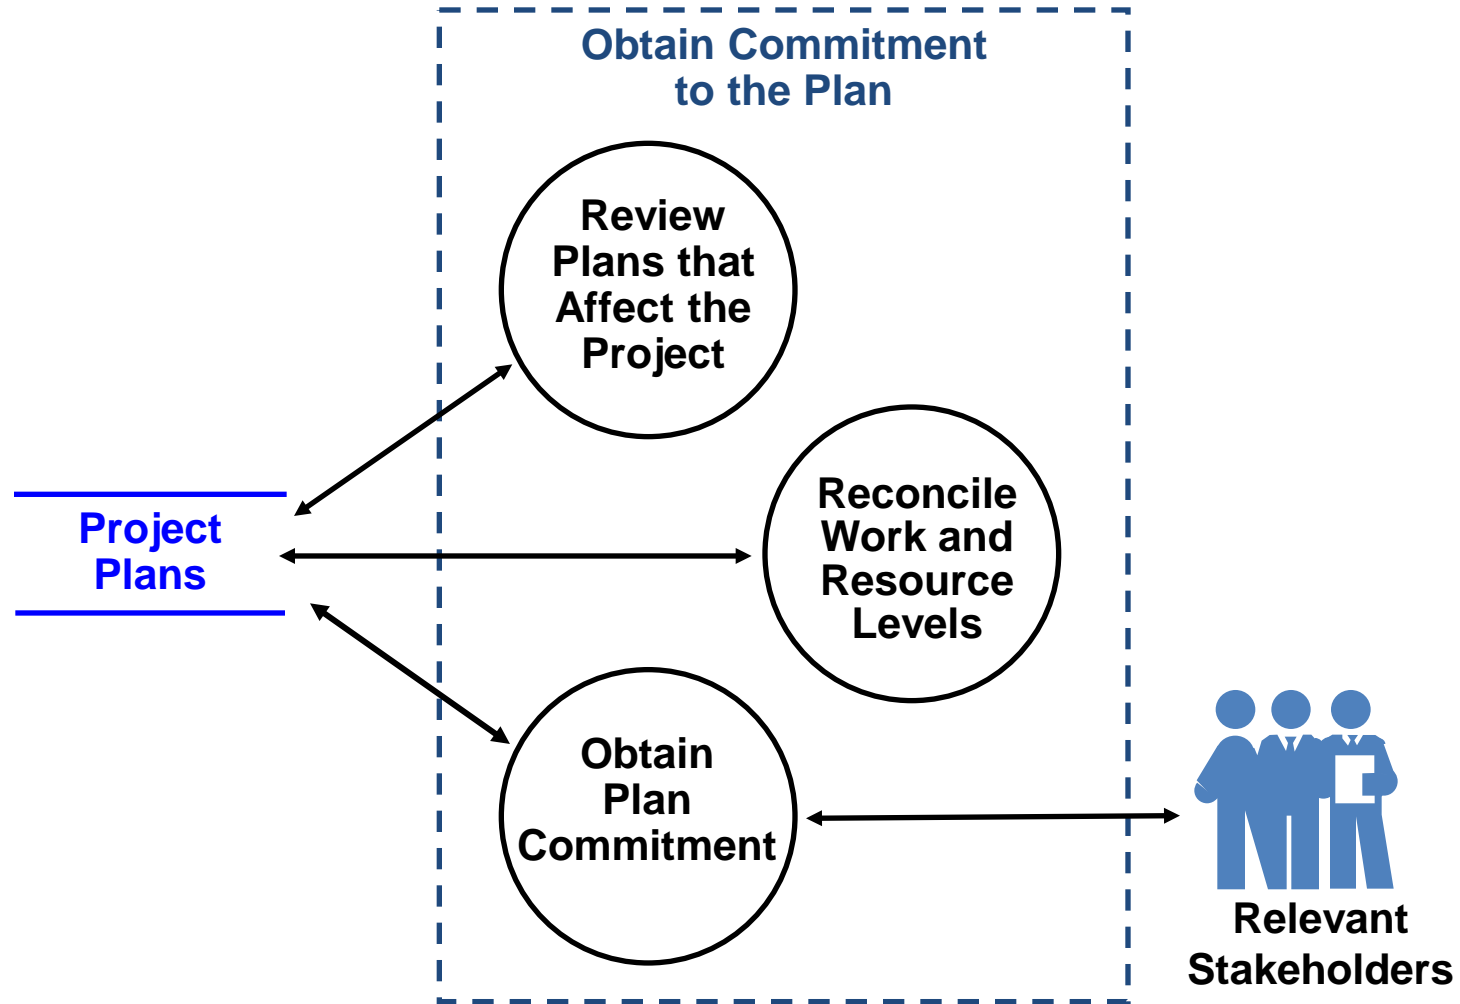 Obtain Commitment
to the Plan
Review
Plans that
Affect the
Project
Project
Plans
Reconcile
Work and
Resource
Levels
Obtain
Plan
Commitment
Relevant
Stakeholders